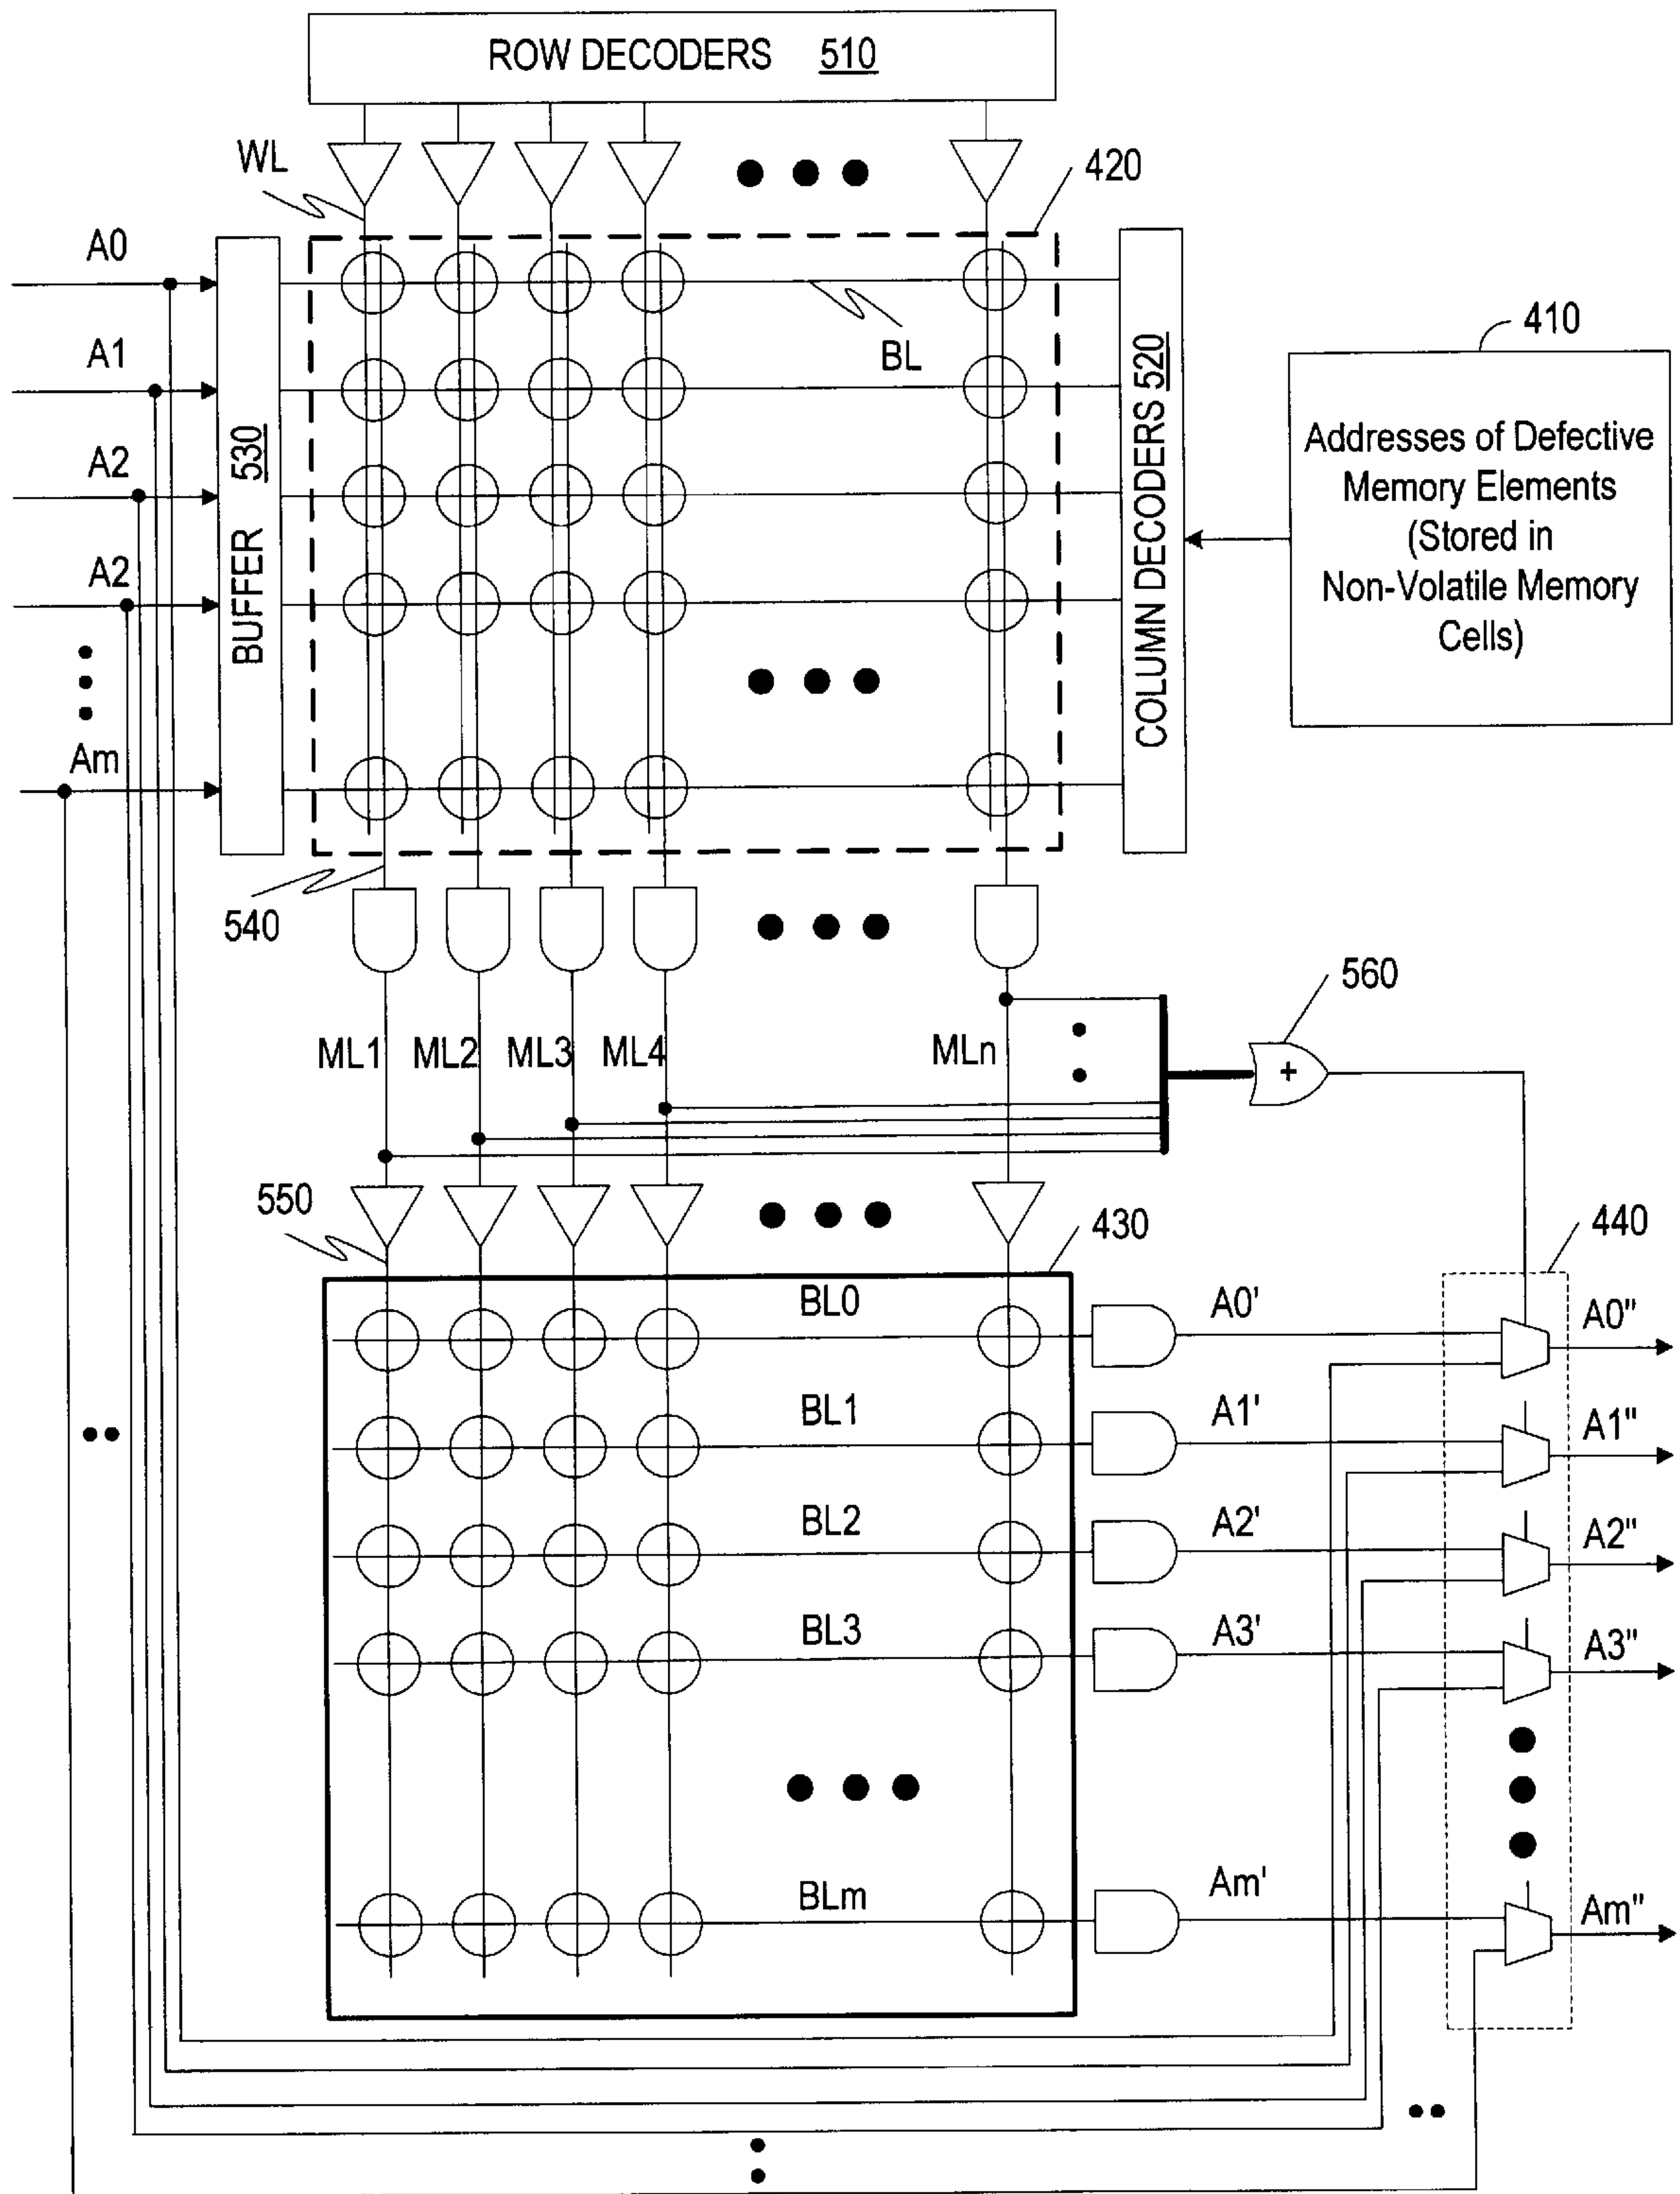 ROW DECODERS 510
WL
420
A0
A1
A2
A2
Am
BUFFER 530
BL
COLUMN DECODERS 520
410
Addresses of Defective
Memory Elements
(Stored in
Non-Volatile Memory
Cells)
540
560
+
ML1
ML2
ML3
ML4
MLn
550
430
440
BL0
A0'
A0"
BL1
A1'
A1"
BL2
A2'
A2"
BL3
A3'
A3"
BLm
Am'
Am"